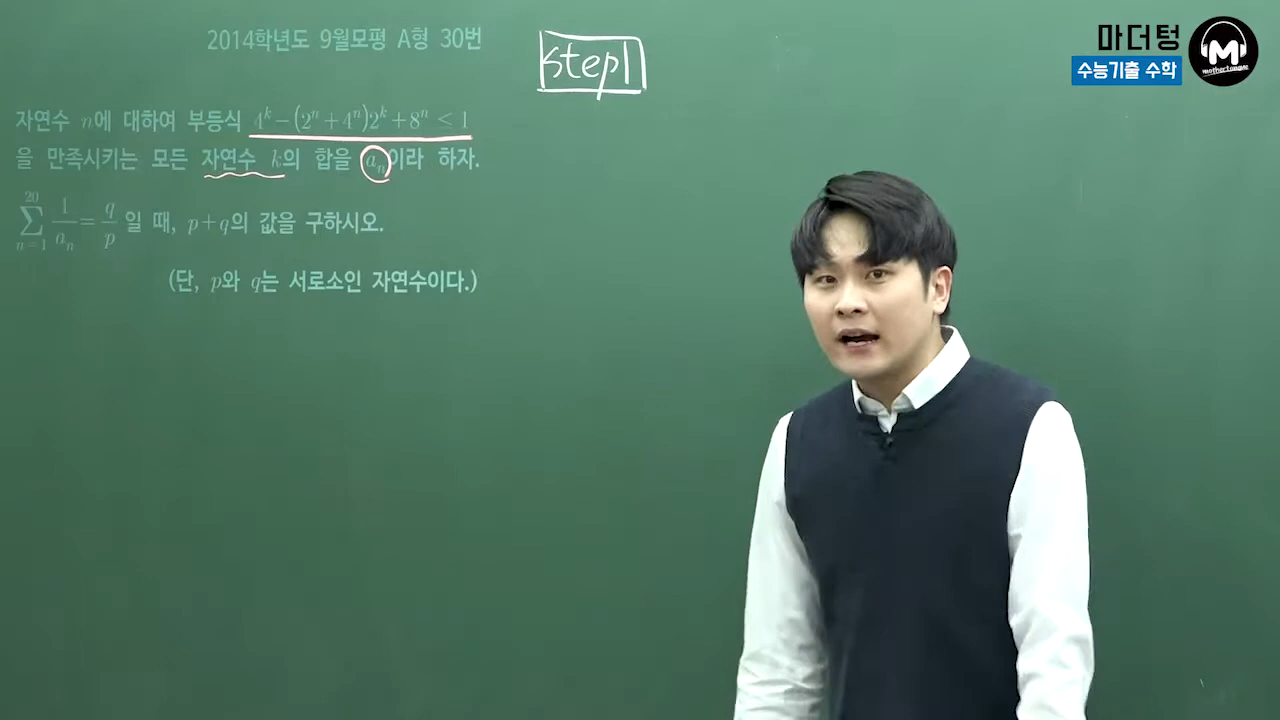 2014학년도 9월모평 A형 30번
step1
마더텅
수능기출 수학
M
mothertongue
자연수 n에 대하여 부등식 4^k−(2^n+4^n)2^k+8^n ≤ 1
을 만족시키는 모든 자연수 k의 합을 a_n이라 하자.
\sum_{n=1}^{20} \frac{1}{a_n} = \frac{q}{p} 일 때, p+q의 값을 구하시오.
(단, p와 q는 서로소인 자연수이다.)